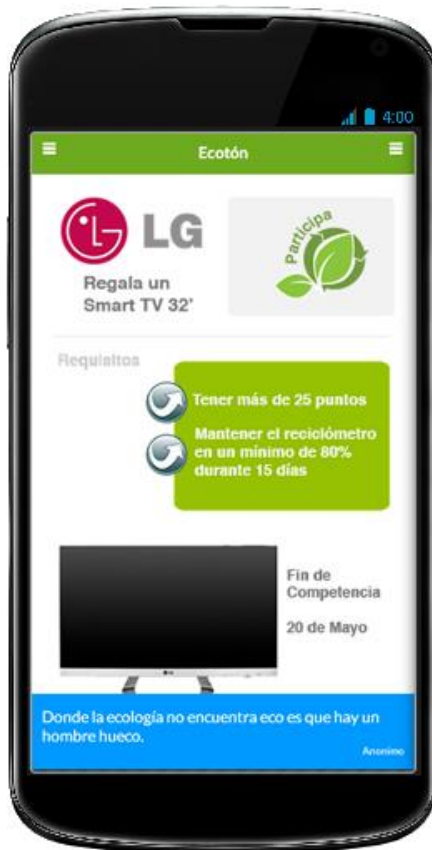 4:00
Ecotón
LG
Regala un
Smart TV 32'
Participa
Requisitos
Tener más de 25 puntos
Mantener el reciclómetro
en un mínimo de 80%
durante 15 días
Fin de
Competencia
20 de Mayo
Donde la ecología no encuentra eco es que hay un
hombre hueco.
Anonimo